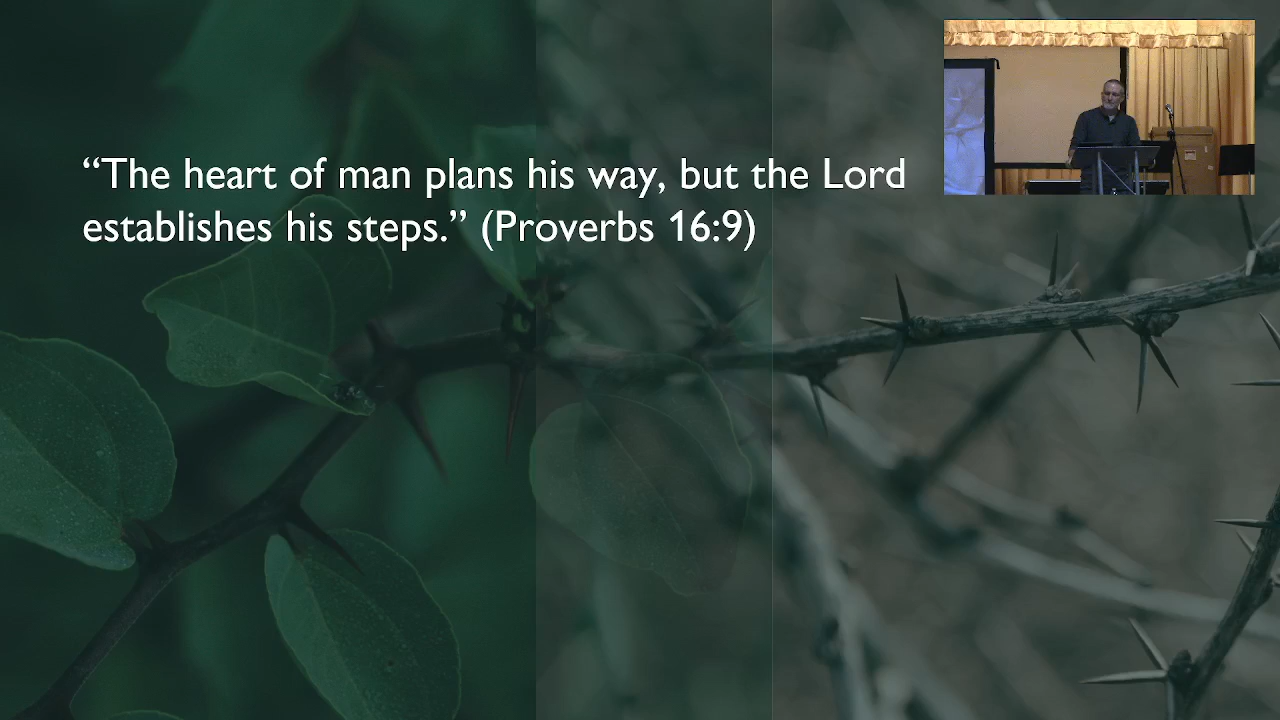 “The heart of man plans his way, but the Lord
establishes his steps.” (Proverbs 16:9)